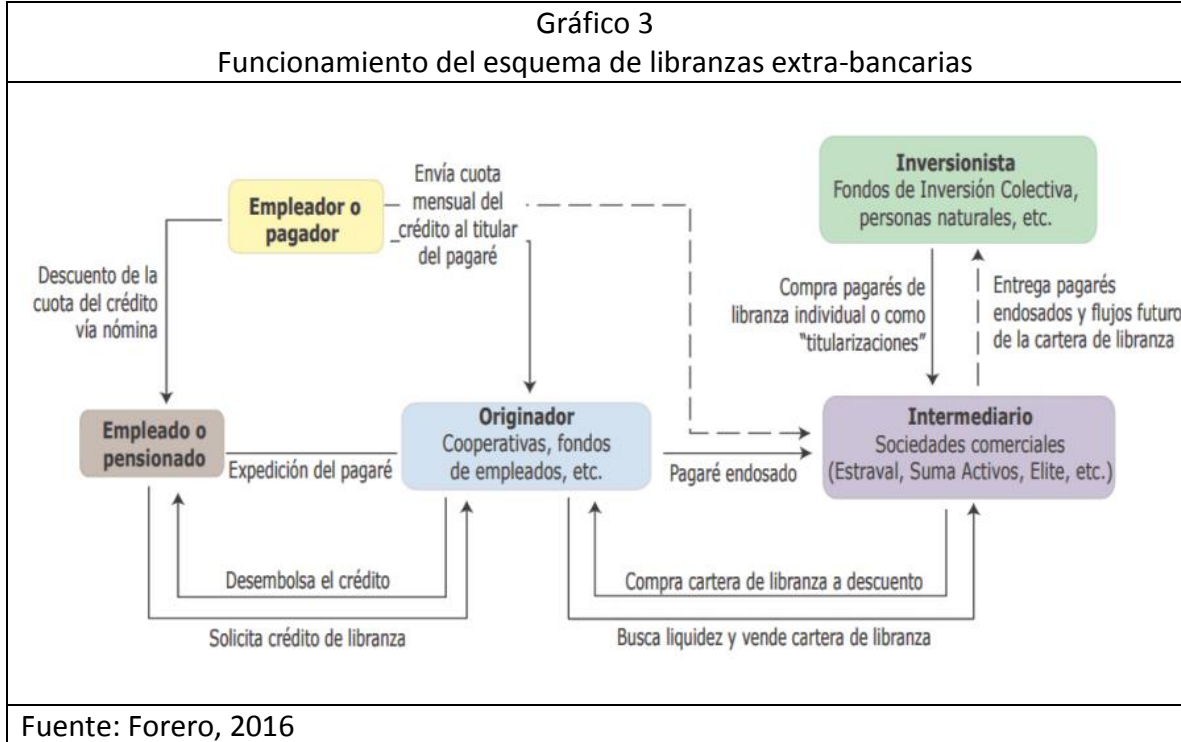 Gráfico 3
Funcionamiento del esquema de libranzas extra-bancarias
Empleador o
pagador
Envía cuota
mensual del
crédito al titular
del pagaré
Inversionista
Fondos de Inversión Colectiva,
personas naturales, etc.
Descuento de la
cuota del crédito
vía nómina
Compra pagarés de
libranza individual o como
“titularizaciones”
Entrega pagarés
endosados y flujos futuro
de la cartera de libranza
Empleado o
pensionado
Expedición del pagaré
Originador
Cooperativas, fondos
de empleados, etc.
Pagaré endosado
Intermediario
Sociedades comerciales
(Estraval, Suma Activos, Elite, etc.)
Desembolsa el crédito
Solicita crédito de libranza
Compra cartera de libranza a descuento
Busca liquidez y vende cartera de libranza
Fuente: Forero, 2016